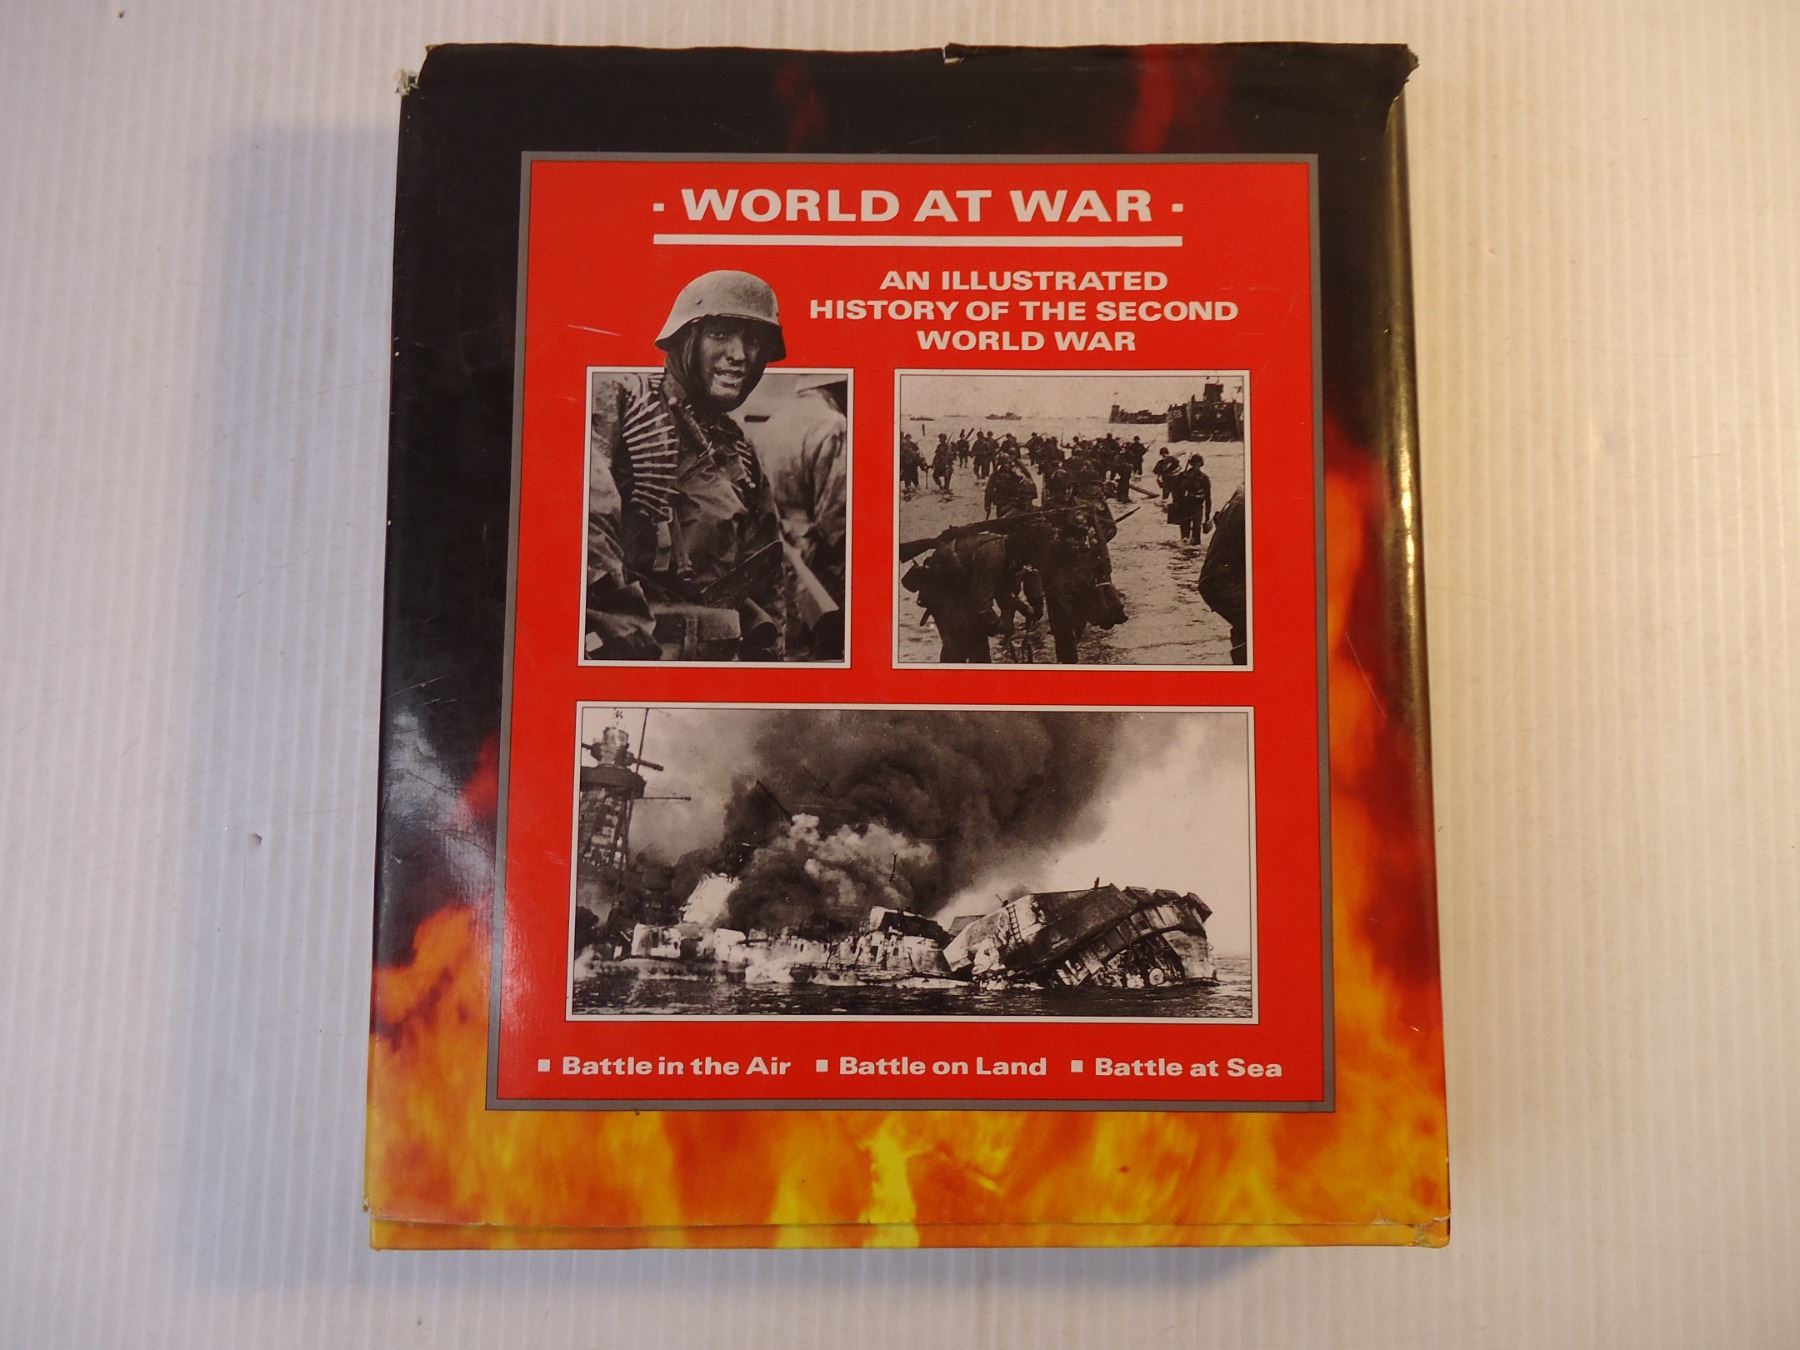 · WORLD AT WAR ·
AN ILLUSTRATED
HISTORY OF THE SECOND
WORLD WAR
▪ Battle in the Air ▪ Battle on Land ▪ Battle at Sea